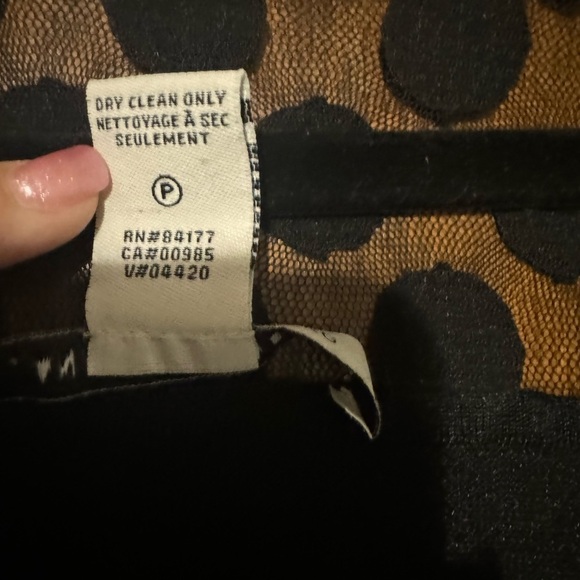 DRY CLEAN ONLY
NETTOYAGE À SEC
SEULEMENT
P
RN#84177
CA#00985
V#04420